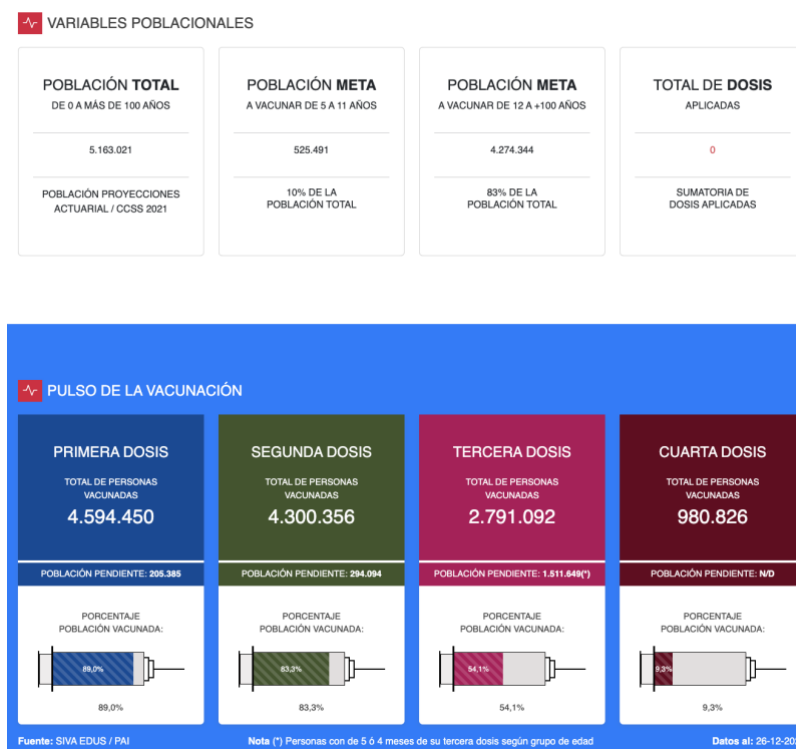 VARIABLES POBLACIONALES
POBLACIÓN TOTAL
DE 0 A MÁS DE 100 AÑOS
5.163.021
POBLACIÓN PROYECCIONES
ACTUARIAL / CCSS 2021
POBLACIÓN META
A VACUNAR DE 5 A 11 AÑOS
525.491
10% DE LA
POBLACIÓN TOTAL
POBLACIÓN META
A VACUNAR DE 12 A +100 AÑOS
4.274.344
83% DE LA
POBLACIÓN TOTAL
TOTAL DE DOSIS
APLICADAS
0
SUMATORIA DE
DOSIS APLICADAS
PULSO DE LA VACUNACIÓN
PRIMERA DOSIS
TOTAL DE PERSONAS
VACUNADAS
4.594.450
POBLACIÓN PENDIENTE: 205.385
PORCENTAJE
POBLACIÓN VACUNADA:
89,0%
89,0%
SEGUNDA DOSIS
TOTAL DE PERSONAS
VACUNADAS
4.300.356
POBLACIÓN PENDIENTE: 294.094
PORCENTAJE
POBLACIÓN VACUNADA:
83,3%
83,3%
TERCERA DOSIS
TOTAL DE PERSONAS
VACUNADAS
2.791.092
POBLACIÓN PENDIENTE: 1.511.649(*)
PORCENTAJE
POBLACIÓN VACUNADA:
54,1%
54,1%
CUARTA DOSIS
TOTAL DE PERSONAS
VACUNADAS
980.826
POBLACIÓN PENDIENTE: N/D
PORCENTAJE
POBLACIÓN VACUNADA:
9,3%
9,3%
Fuente: SIVA EDUS / PAI
Nota (*) Personas con de 5 ó 4 meses de su tercera dosis según grupo de edad
Datos al: 26-12-202